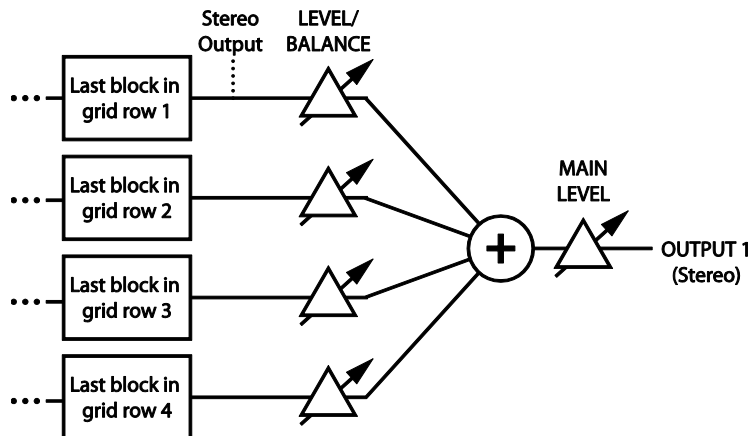 Stereo
Output
LEVEL/
BALANCE
Last block in
grid row 1
Last block in
grid row 2
MAIN
LEVEL
+
OUTPUT 1
(Stereo)
Last block in
grid row 3
Last block in
grid row 4